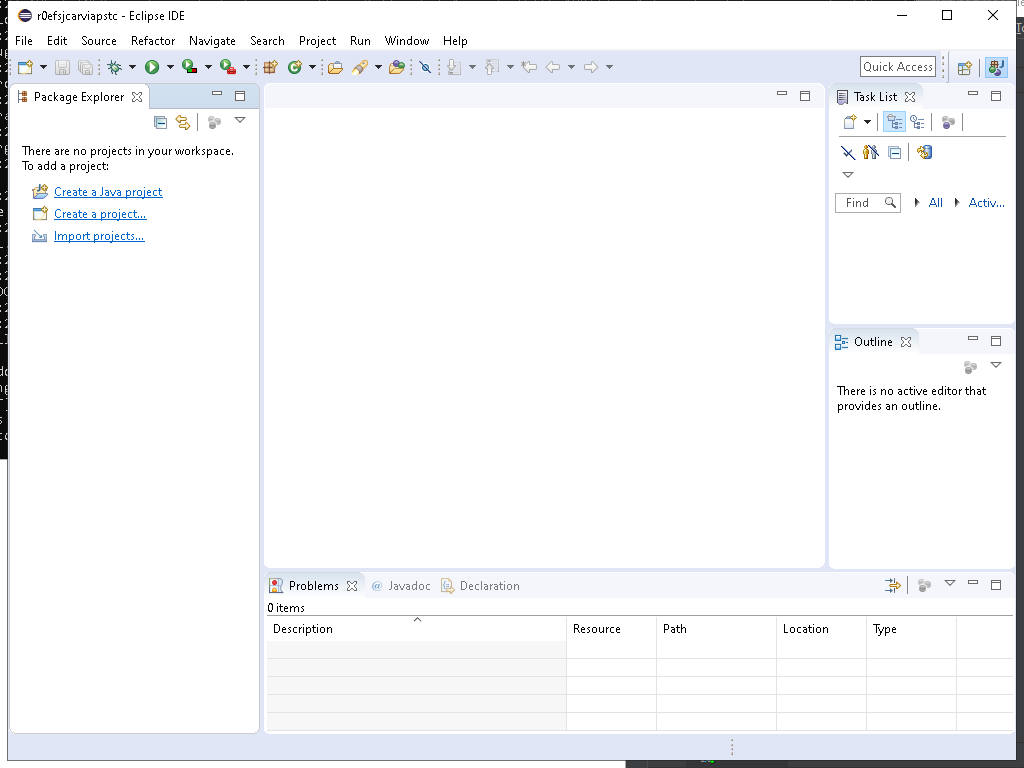 r0efsjcarviapstc - Eclipse IDE
File Edit Source Refactor Navigate Search Project Run Window Help
Quick Access
Package Explorer
There are no projects in your workspace.
To add a project:
Create a Java project
Create a project...
Import projects...
Task List
Find
All
Activ...
Outline
There is no active editor that
provides an outline.
Problems
@ Javadoc
Declaration
0 items
Description Resource Path Location Type